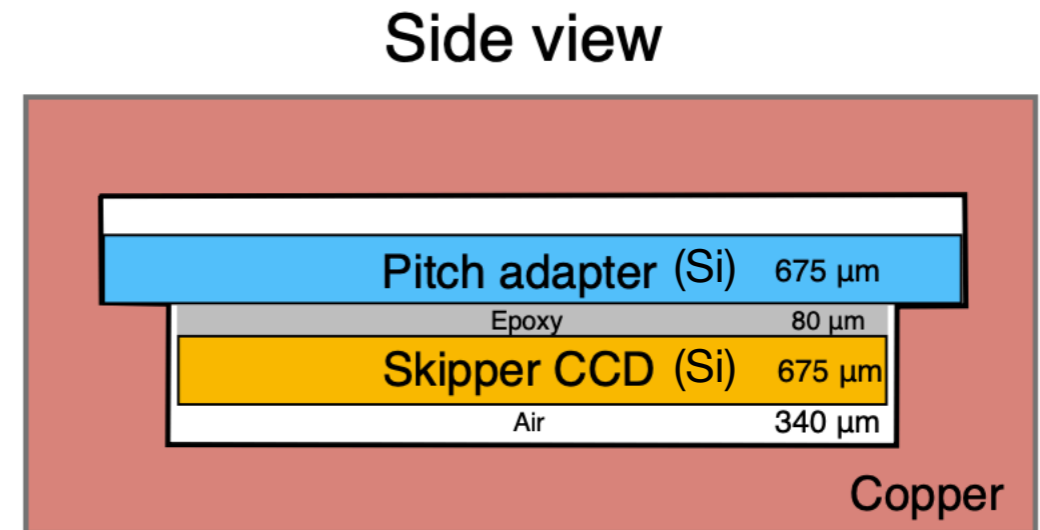 Side view
Pitch adapter (Si) 675 μm
Epoxy 80 μm
Skipper CCD (Si) 675 μm
Air 340 μm
Copper